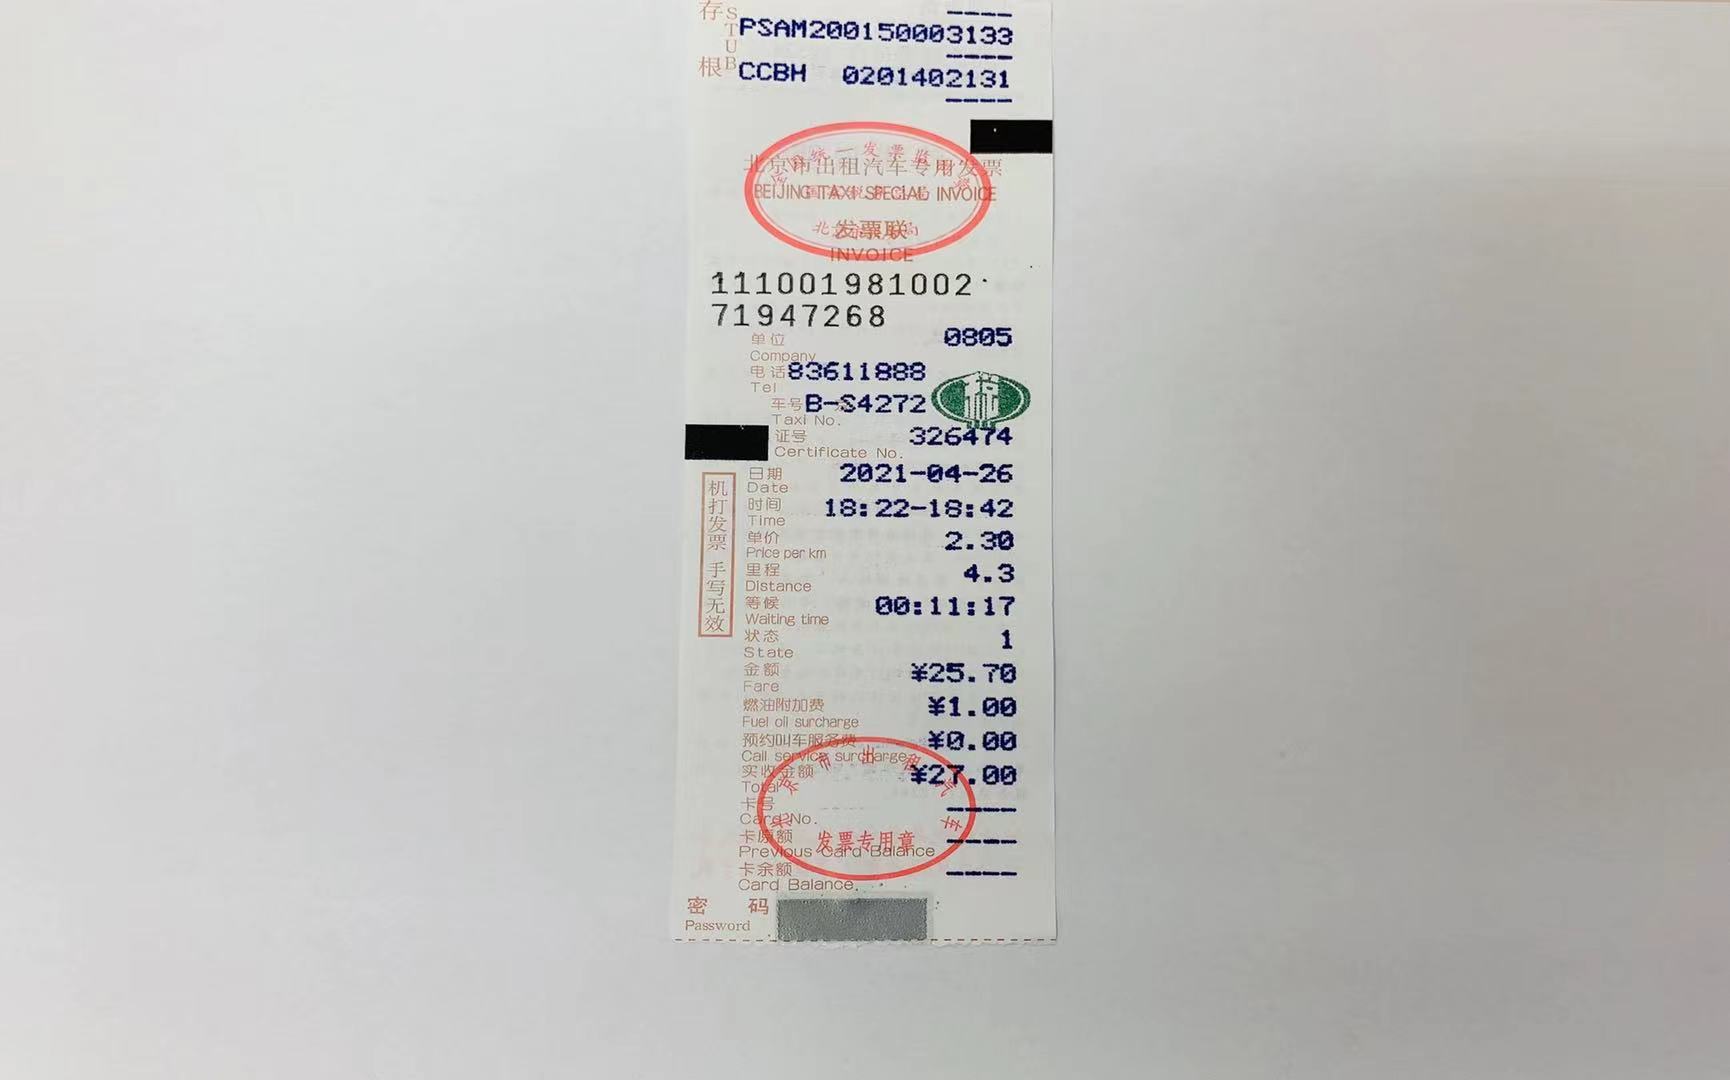 存
根
STUB
PSAM200150003133
CCBH 0201402131
北京市出租汽车专用发票
BEIJING TAXI SPECIAL INVOICE
发票联
INVOICE
111001981002
71947268
单位 0805
Company
电话 83611888
Tel
车号 B-S4272
Taxi No.
证号 326474
Certificate No.
日期 2021-04-26
Date
时间 18:22-18:42
Time
单价 2.30
Price per km
里程 4.3
Distance
等候 00:11:17
Waiting time
状态 1
State
金额 ¥25.70
Fare
燃油附加费 ¥1.00
Fuel oil surcharge
预约叫车服务费 ¥0.00
Call service surcharge
实收金额 ¥27.00
Total
卡号 ----
Card No.
卡原额 ----
Previous Card Balance
卡余额 ----
Card Balance
密 码
Password
机打发票 手写无效
北京市出租汽车
发票专用章